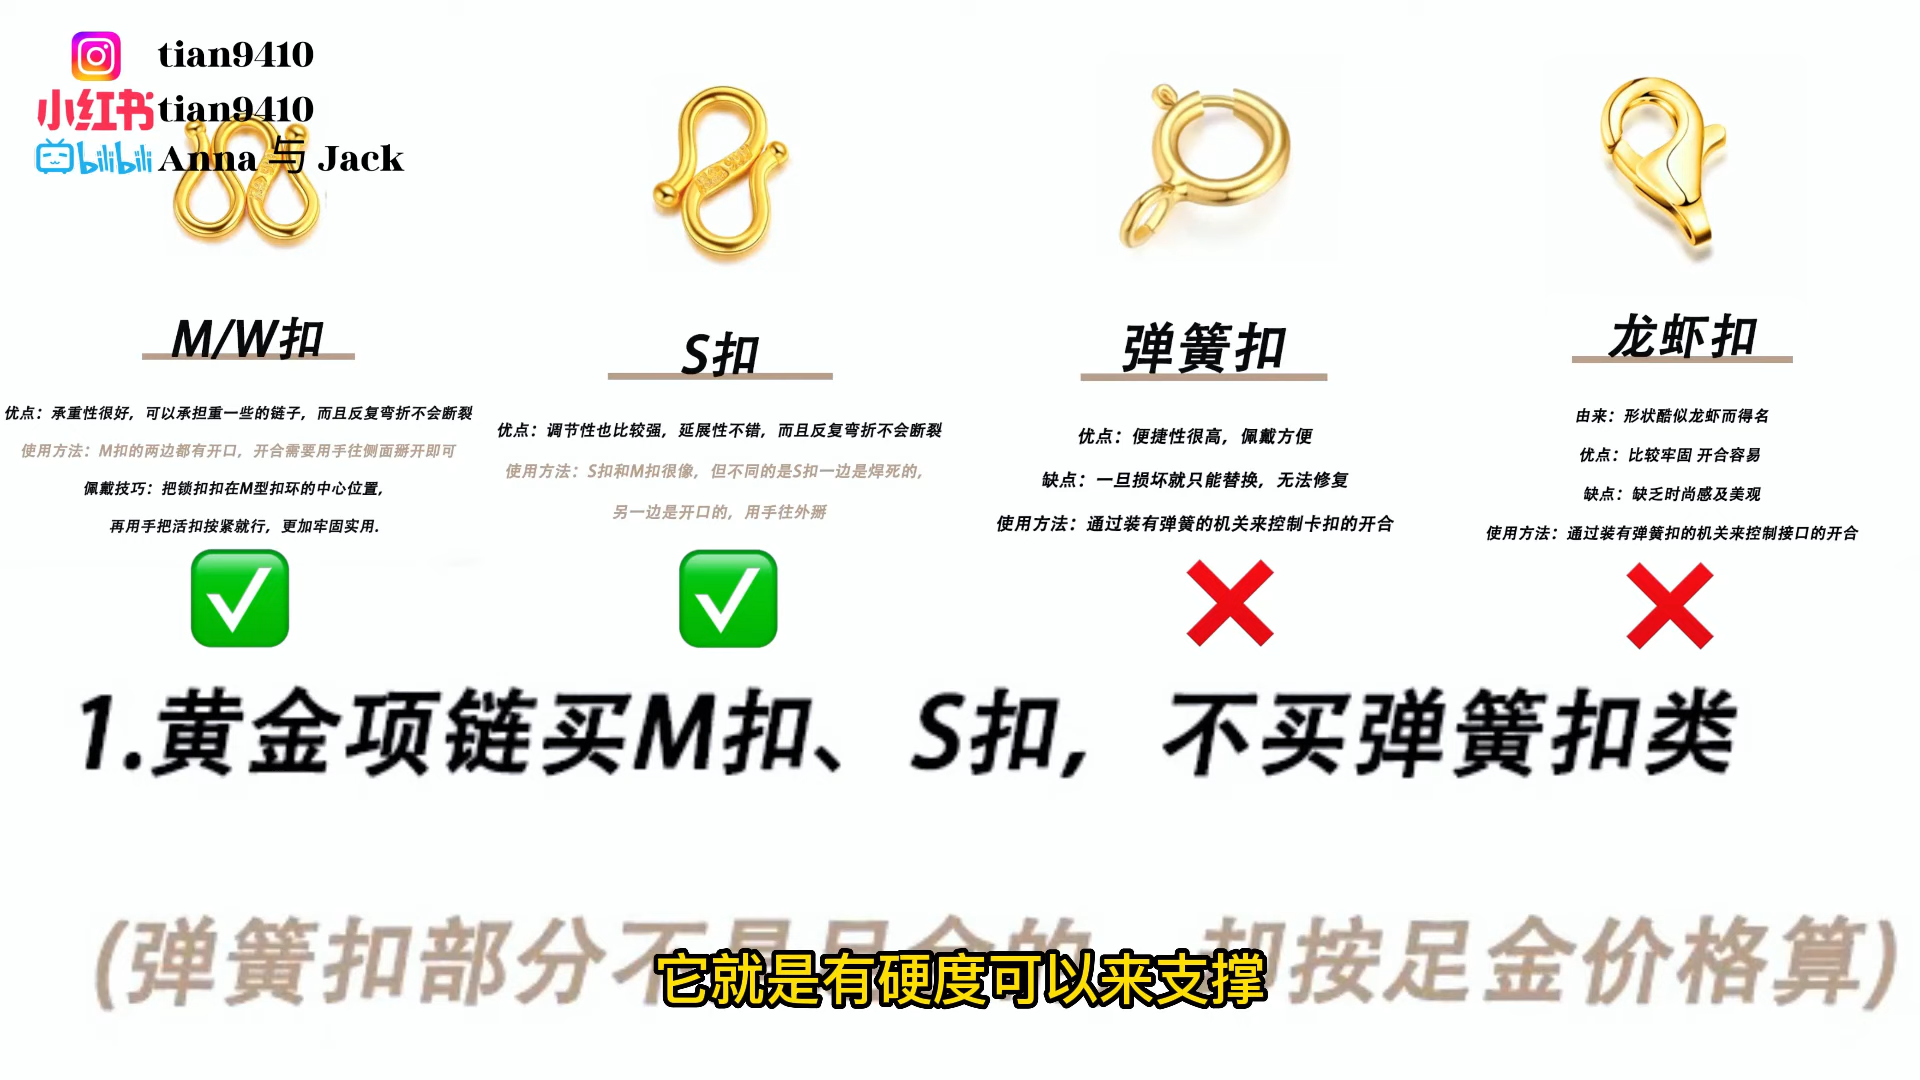 tian9410
小红书 tian9410
bilibili Anna 与 Jack
足金999
足金999
M/W扣
优点：承重性很好，可以承担重一些的链子，而且反复弯折不会断裂
使用方法：M扣的两边都有开口，开合需要用手往侧面掰开即可
佩戴技巧：把锁扣扣在M型扣环的中心位置，
再用手把活扣按紧就行，更加牢固实用.
S扣
优点：调节性也比较强，延展性不错，而且反复弯折不会断裂
使用方法：S扣和M扣很像，但不同的是S扣一边是焊死的，
另一边是开口的，用手往外掰
弹簧扣
优点：便捷性很高，佩戴方便
缺点：一旦损坏就只能替换，无法修复
使用方法：通过装有弹簧的机关来控制卡扣的开合
龙虾扣
由来：形状酷似龙虾而得名
优点：比较牢固 开合容易
缺点：缺乏时尚感及美观
使用方法：通过装有弹簧扣的机关来控制接口的开合
1.黄金项链买M扣、S扣，不买弹簧扣类
(弹簧扣部分不是足金的，却按足金价格算)
它就是有硬度可以来支撑